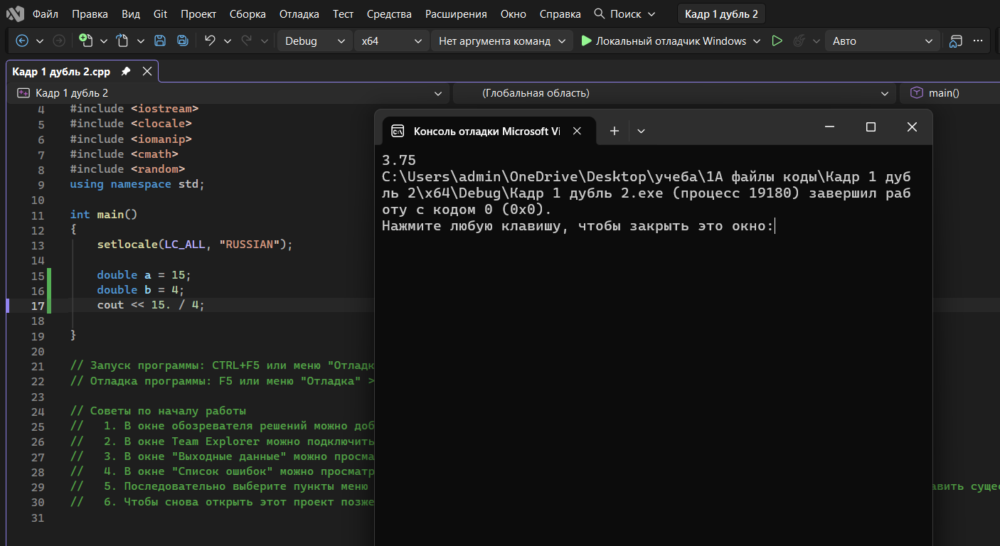 Файл Правка Вид Git Проект Сборка Отладка Тест Средства Расширения Окно Справка Поиск Кадр 1 дубль 2
Debug x64 Нет аргумента команд Локальный отладчик Windows Авто
Кадр 1 дубль 2.cpp
Кадр 1 дубль 2 (Глобальная область) main()
4 #include <iostream>
5 #include <clocale>
6 #include <iomanip>
7 #include <cmath>
8 #include <random>
9 using namespace std;
10
11 int main()
12 {
13 setlocale(LC_ALL, "RUSSIAN");
14
15 double a = 15;
16 double b = 4;
17 cout << 15. / 4;
18
19 }
20
21 // Запуск программы: CTRL+F5 или меню "Отладк
22 // Отладка программы: F5 или меню "Отладка" >
23
24 // Советы по началу работы
25 // 1. В окне обозревателя решений можно доб
26 // 2. В окне Team Explorer можно подключить
27 // 3. В окне "Выходные данные" можно просма
28 // 4. В окне "Список ошибок" можно просматр
29 // 5. Последовательно выберите пункты меню авить сущес
30 // 6. Чтобы снова открыть этот проект позже
31
Консоль отладки Microsoft Vi
3.75
C:\Users\admin\OneDrive\Desktop\учеба\1А файлы коды\Кадр 1 дуб
ль 2\x64\Debug\Кадр 1 дубль 2.exe (процесс 19180) завершил раб
оту с кодом 0 (0x0).
Нажмите любую клавишу, чтобы закрыть это окно: